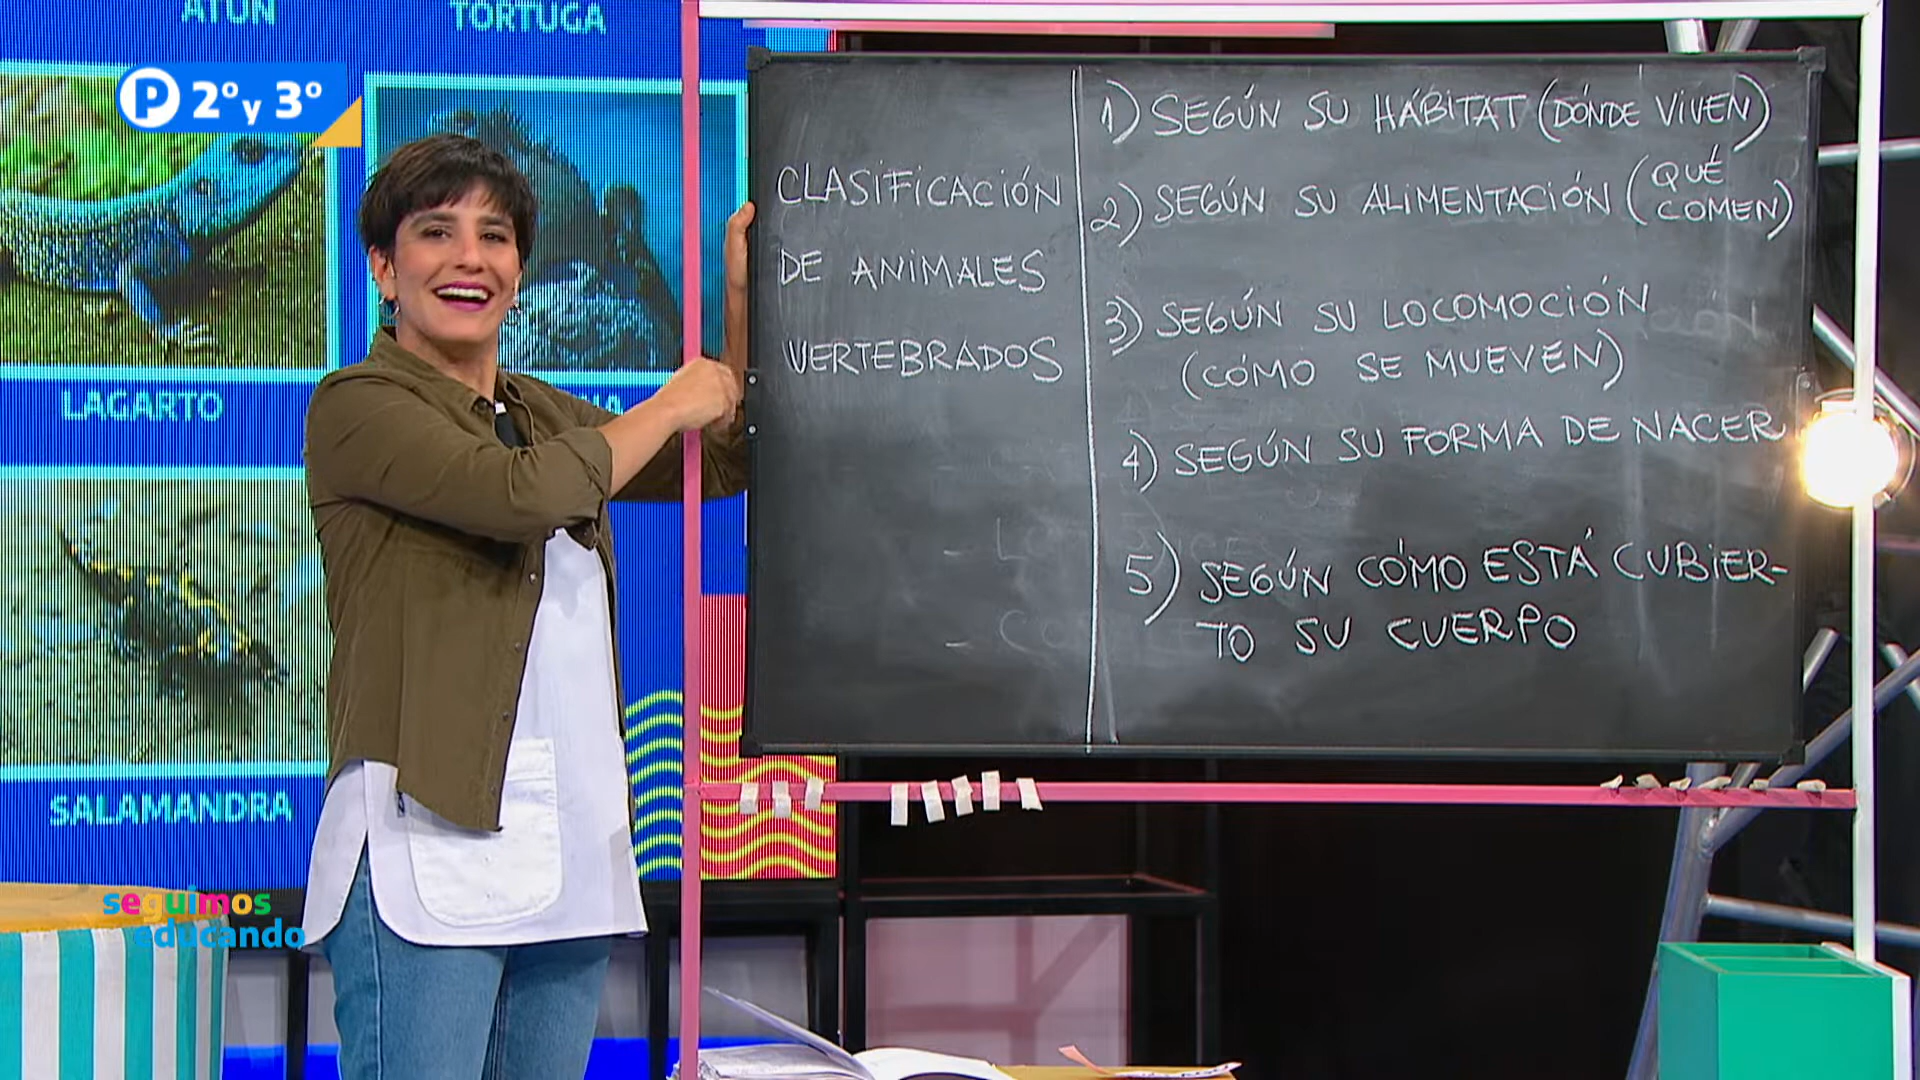 ATÚN
TORTUGA
P 2º y 3º
LAGARTO
SALAMANDRA
seguimos
educando
CLASIFICACIÓN
DE ANIMALES
VERTEBRADOS
1) SEGÚN SU HÁBITAT (DÓNDE VIVEN)
2) SEGÚN SU ALIMENTACIÓN (QUÉ
COMEN)
3) SEGÚN SU LOCOMOCIÓN
(CÓMO SE MUEVEN)
4) SEGÚN SU FORMA DE NACER
5) SEGÚN CÓMO ESTÁ CUBIER-
TO SU CUERPO